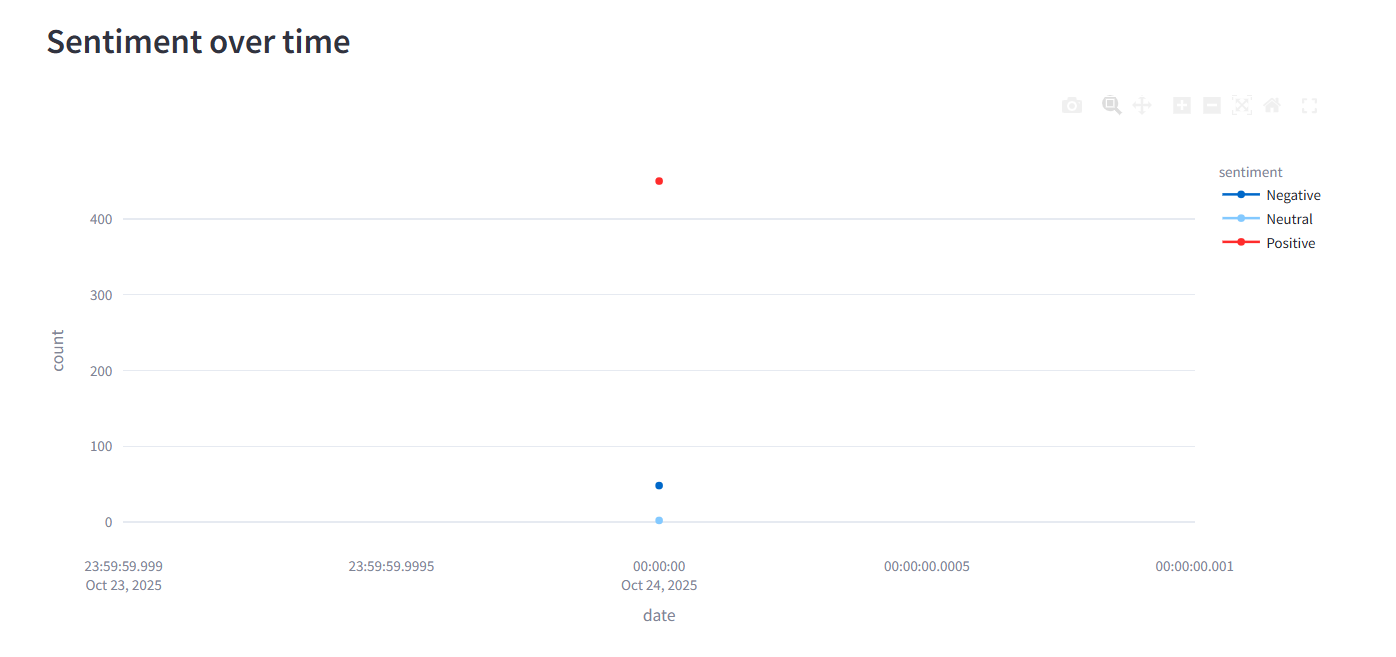 Sentiment over time
sentiment
Negative
Neutral
Positive
400
300
200
100
0
count
23:59:59.999 23:59:59.9995 00:00:00 00:00:00.0005 00:00:00.001
Oct 23, 2025 Oct 24, 2025
date